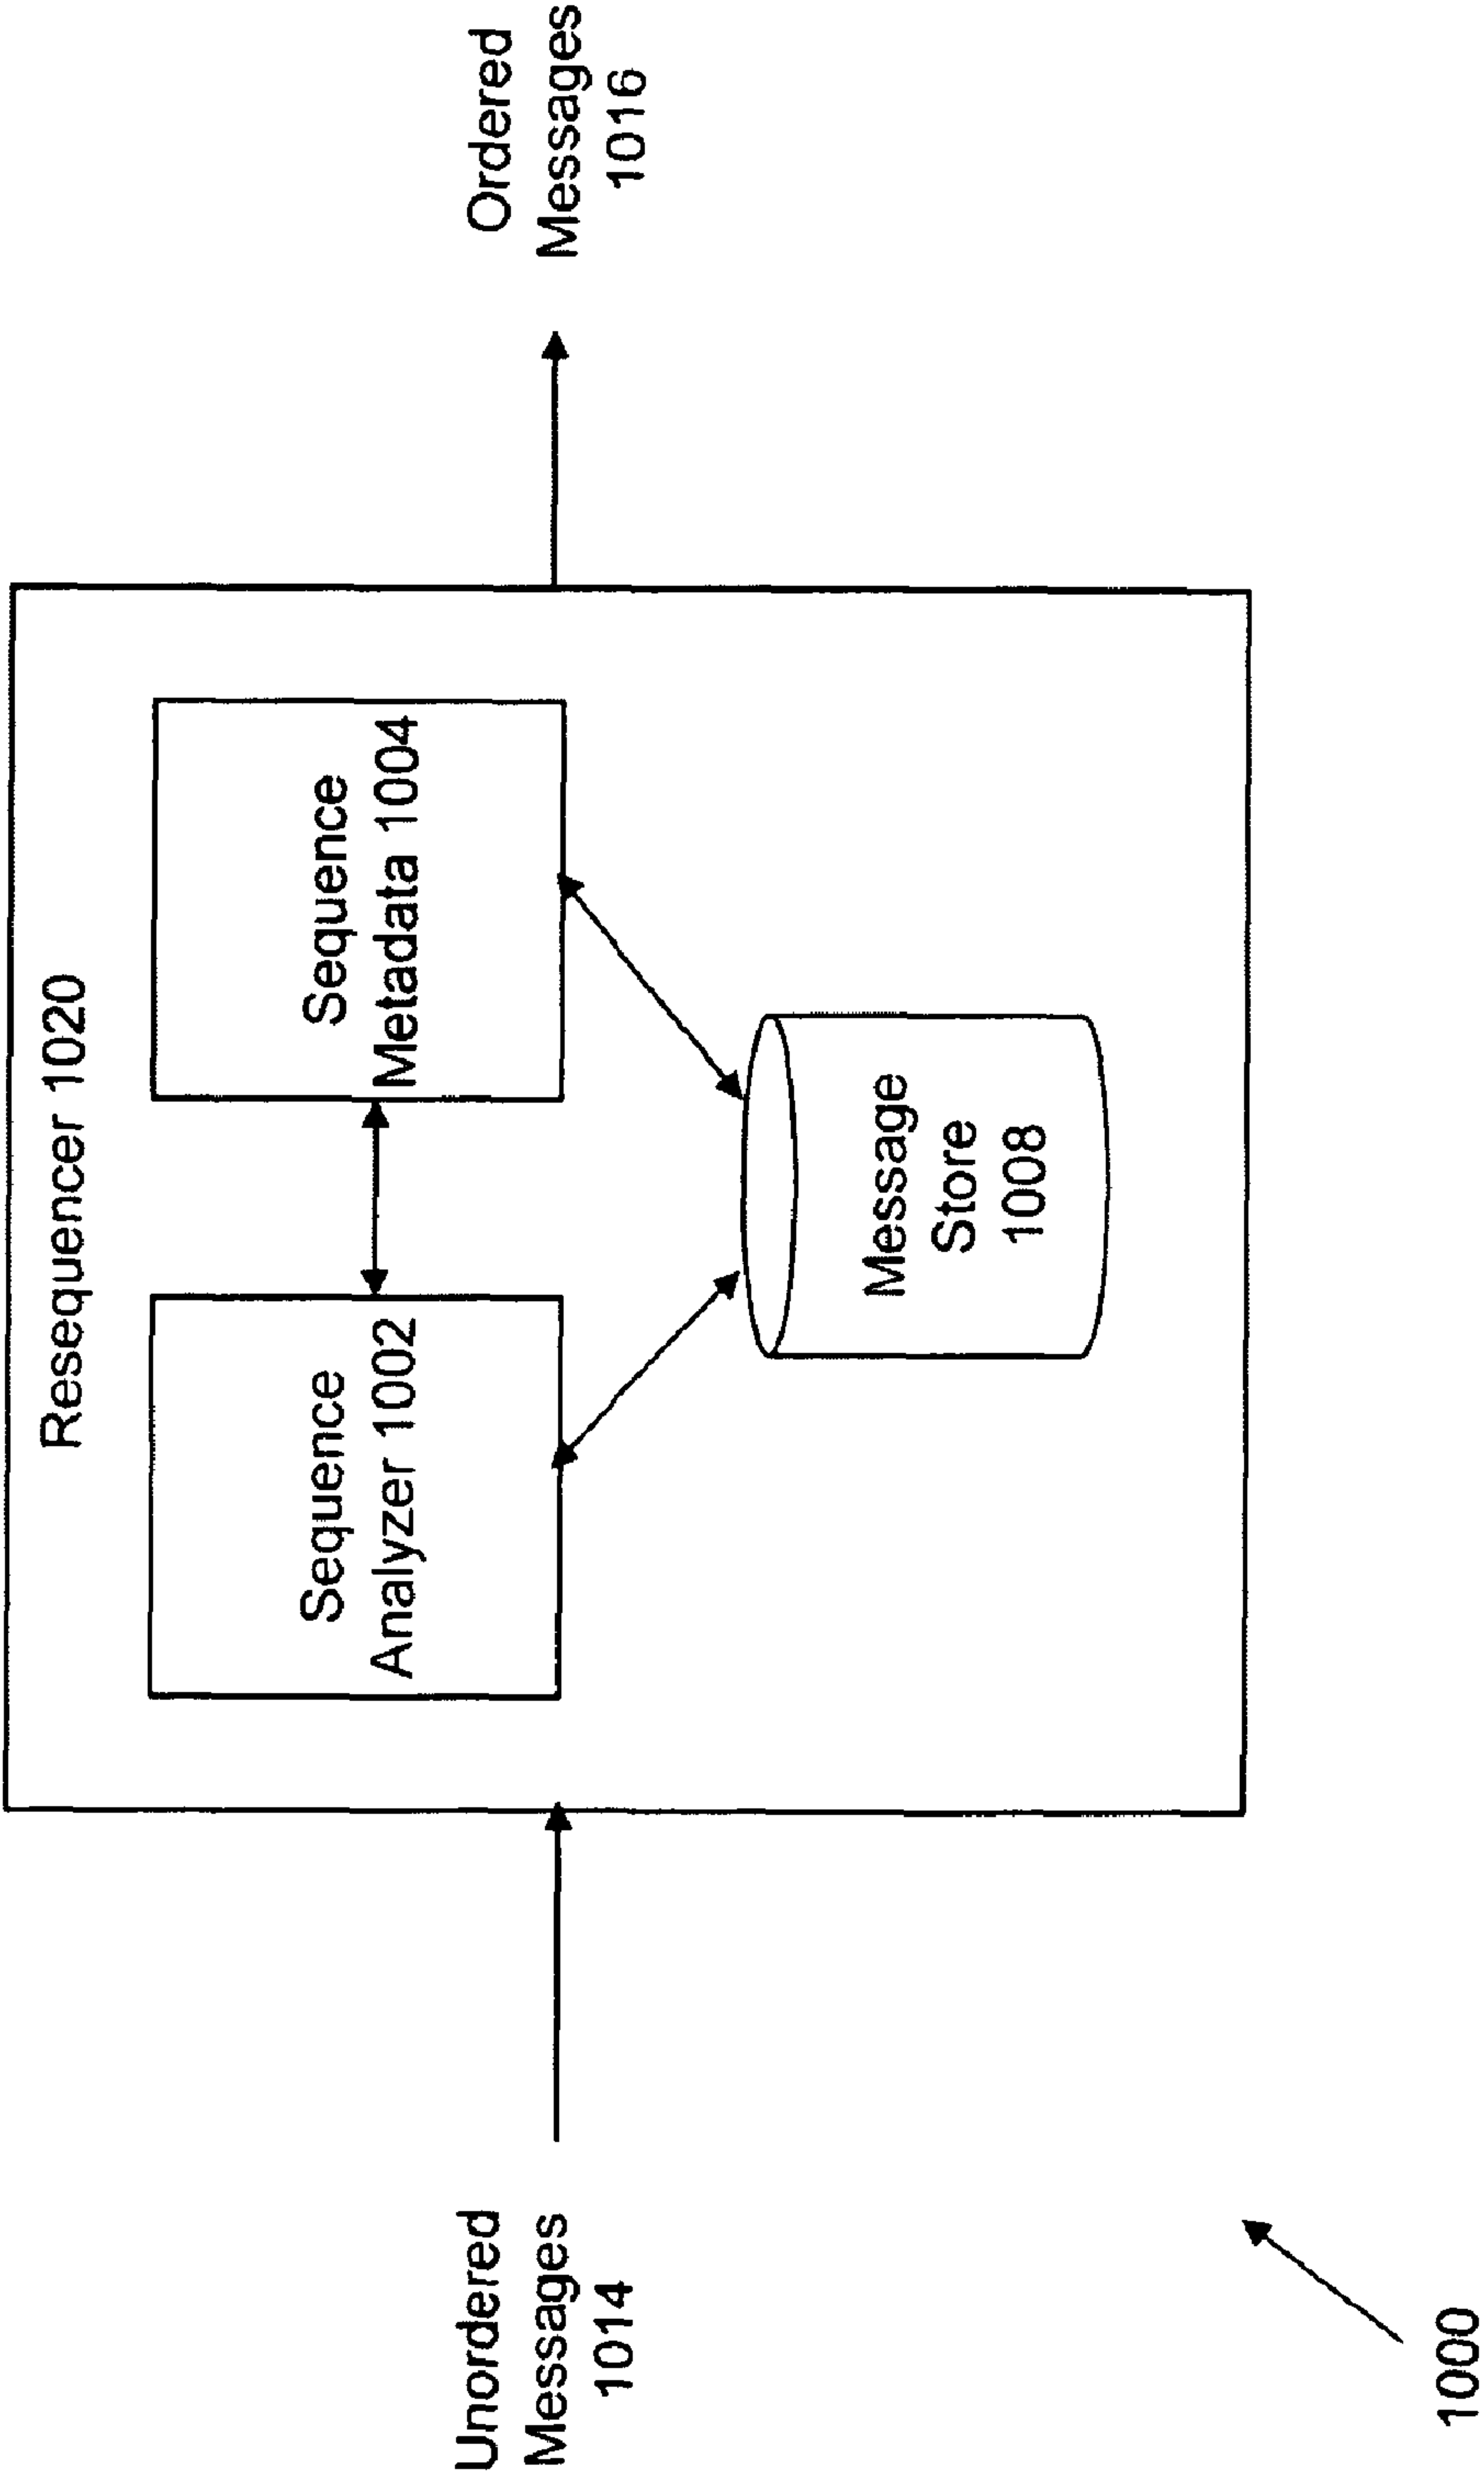 Resequencer 1020
Unordered
Messages
1014
Sequence
Analyzer 1002
Sequence
Metadata 1004
Message
Store
1008
Ordered
Messages
1016
1000